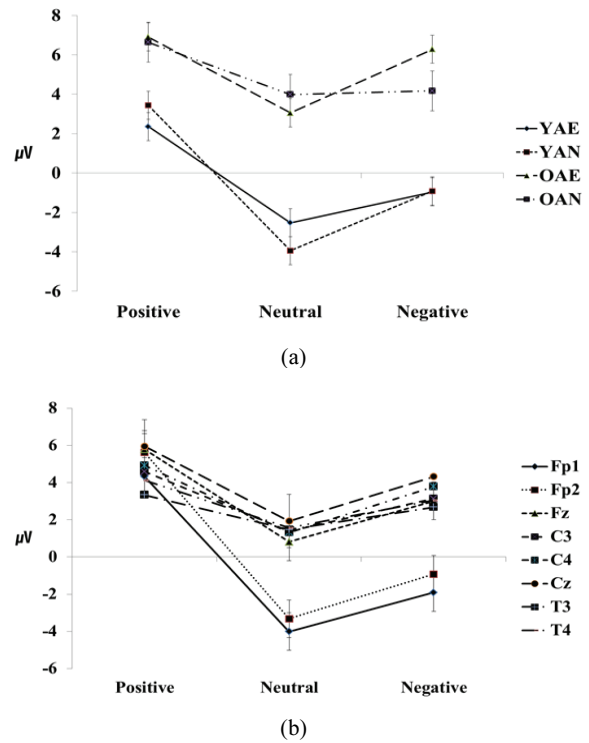 8
6
4
2
0
-2
-4
-6
µV
Positive Neutral Negative
YAE
YAN
OAE
OAN
(a)
8
6
4
2
0
-2
-4
-6
µV
Positive Neutral Negative
Fp1
Fp2
Fz
C3
C4
Cz
T3
T4
(b)